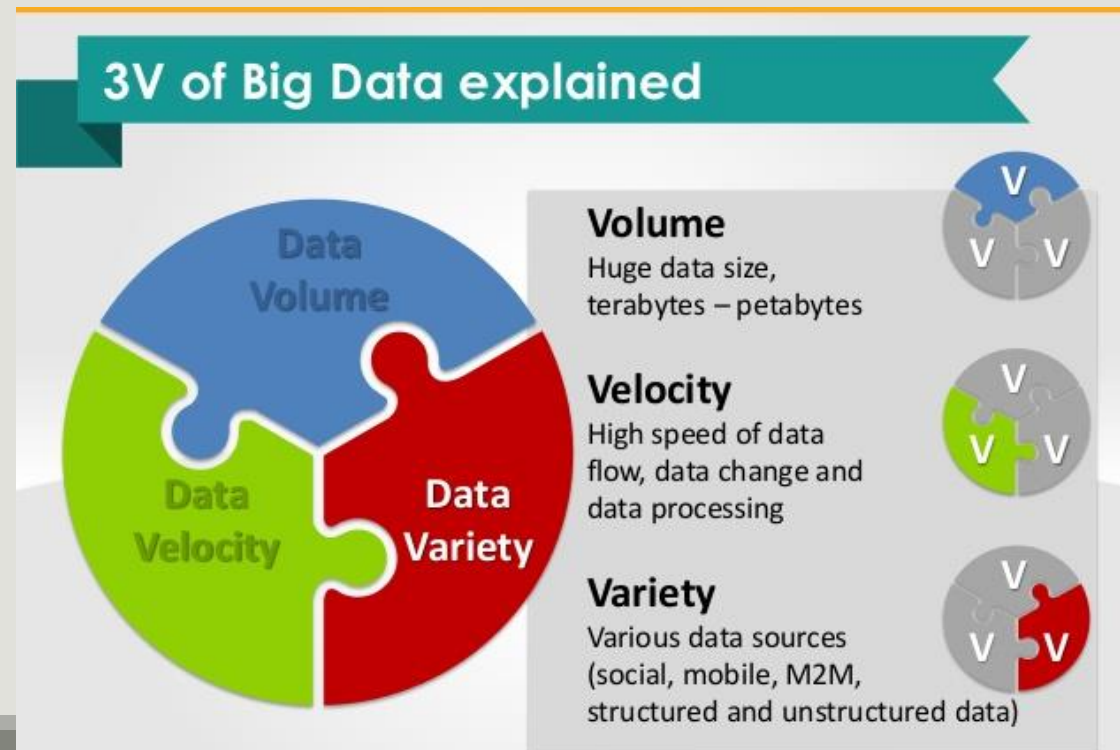 3V of Big Data explained
Data
Volume
Data
Velocity
Data
Variety
Volume
Huge data size,
terabytes – petabytes
V
V V
Velocity
High speed of data
flow, data change and
data processing
V
V V
Variety
Various data sources
(social, mobile, M2M,
structured and unstructured data)
V
V V